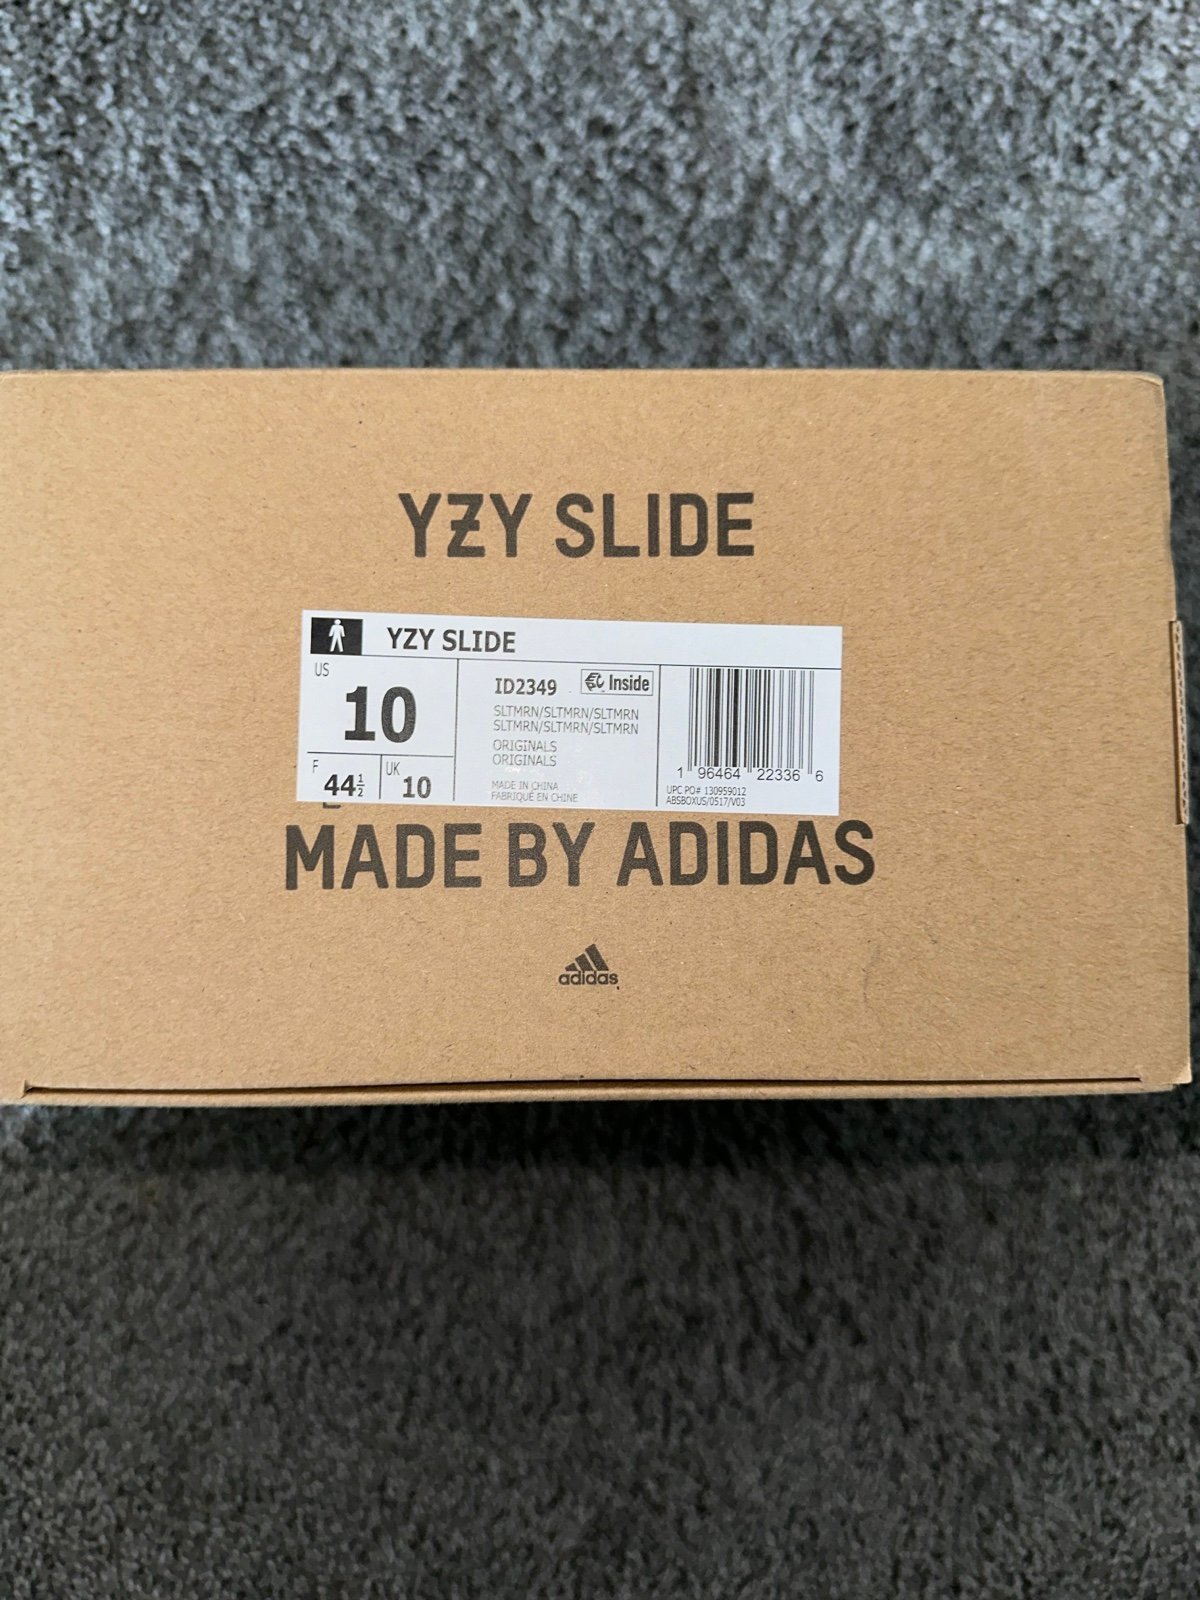 YZY SLIDE
YZY SLIDE
US
10
F
44½
UK
10
ID2349
Inside
SLTMRN/SLTMRN/SLTMRN
SLTMRN/SLTMRN/SLTMRN
ORIGINALS
ORIGINALS
MADE IN CHINA
FABRIQUÉ EN CHINE
1 96464 22336 6
UPC PO# 130959012
ABSBOXUS/0517/V03
MADE BY ADIDAS
adidas